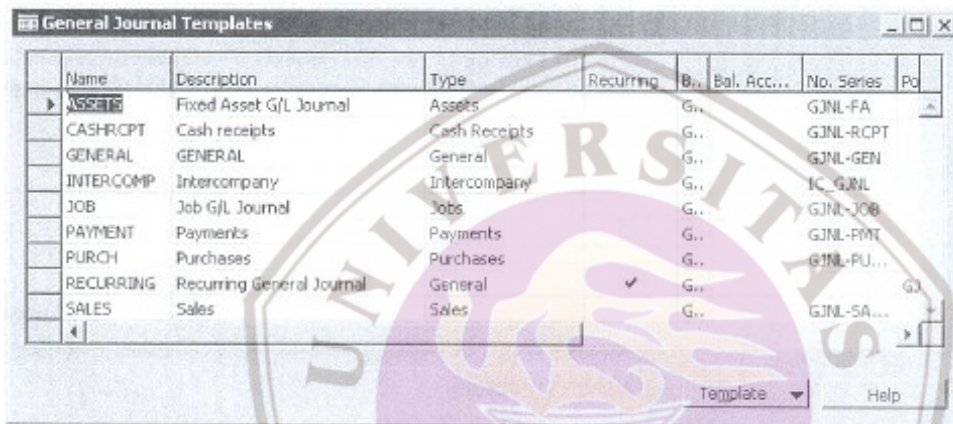 General Journal Templates
Name Description Type Recurring B.. Bal. Acc... No. Series Po
ASSETS Fixed Asset G/L Journal Assets G.. GJNL-FA
CASHRCPT Cash receipts Cash Receipts G.. GJNL-RCPT
GENERAL GENERAL General G.. GJNL-GEN
INTERCOMP Intercompany Intercompany G.. IC_GJNL
JOB Job G/L Journal Jobs G.. GJNL-JOB
PAYMENT Payments Payments G.. GJNL-PMT
PURCH Purchases Purchases G.. GJNL-PU...
RECURRING Recurring General Journal General ✔ G.. GJ
SALES Sales Sales G.. GJNL-SA...
Template Help
UNIVERSITAS